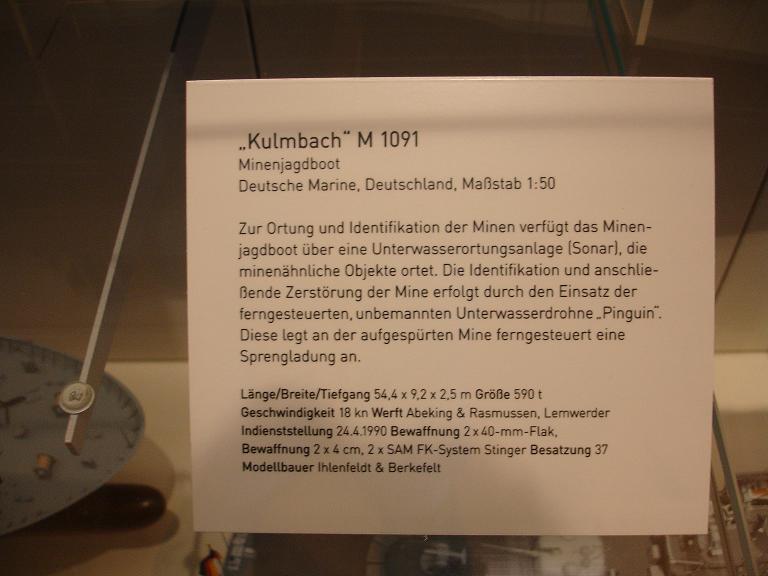 „Kulmbach“ M 1091
Minenjagdboot
Deutsche Marine, Deutschland, Maßstab 1:50
Zur Ortung und Identifikation der Minen verfügt das Minen-
jagdboot über eine Unterwasserortungsanlage (Sonar), die
minenähnliche Objekte ortet. Die Identifikation und anschlie-
ßende Zerstörung der Mine erfolgt durch den Einsatz der
ferngesteuerten, unbemannten Unterwasserdrohne „Pinguin“.
Diese legt an der aufgespürten Mine ferngesteuert eine
Sprengladung an.
Länge/Breite/Tiefgang 54,4 x 9,2 x 2,5 m Größe 590 t
Geschwindigkeit 18 kn Werft Abeking & Rasmussen, Lemwerder
Indienststellung 24.4.1990 Bewaffnung 2 x 40-mm-Flak,
Bewaffnung 2 x 4 cm, 2 x SAM FK-System Stinger Besatzung 37
Modellbauer Ihlenfeldt & Berkefelt